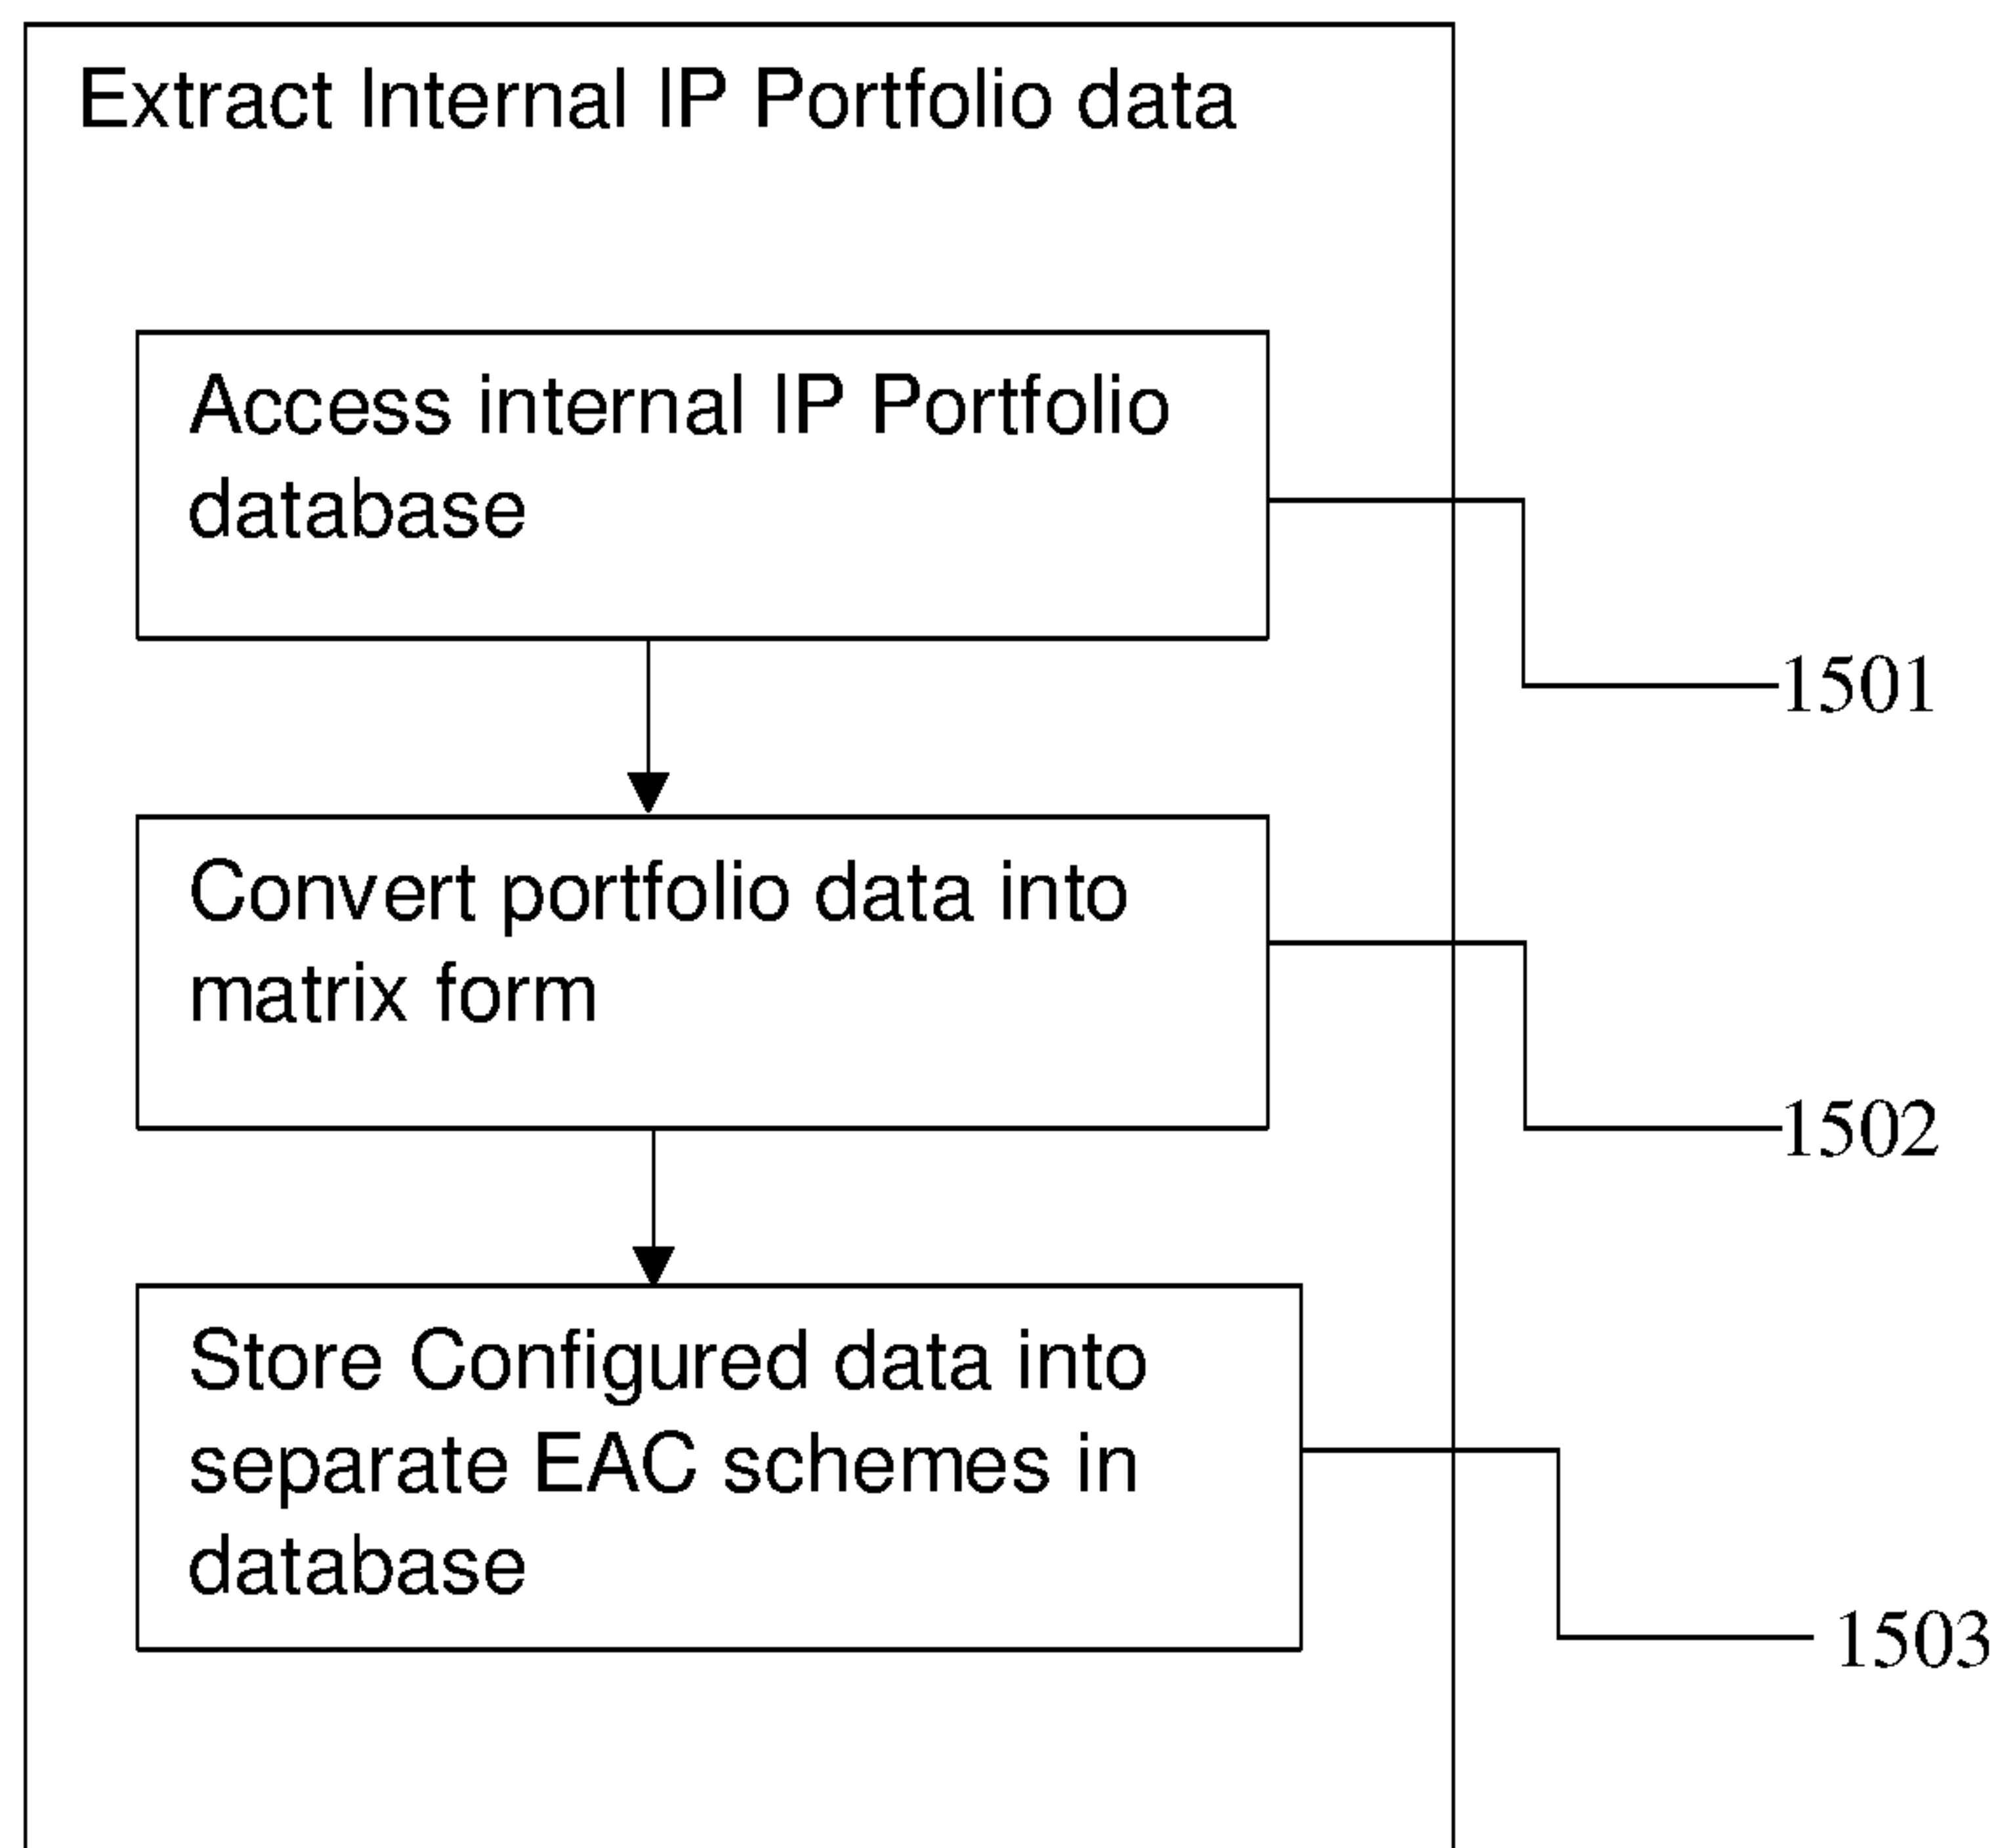 Extract Internal IP Portfolio data
Access internal IP Portfolio
database
1501
Convert portfolio data into
matrix form
1502
Store Configured data into
separate EAC schemes in
database
1503